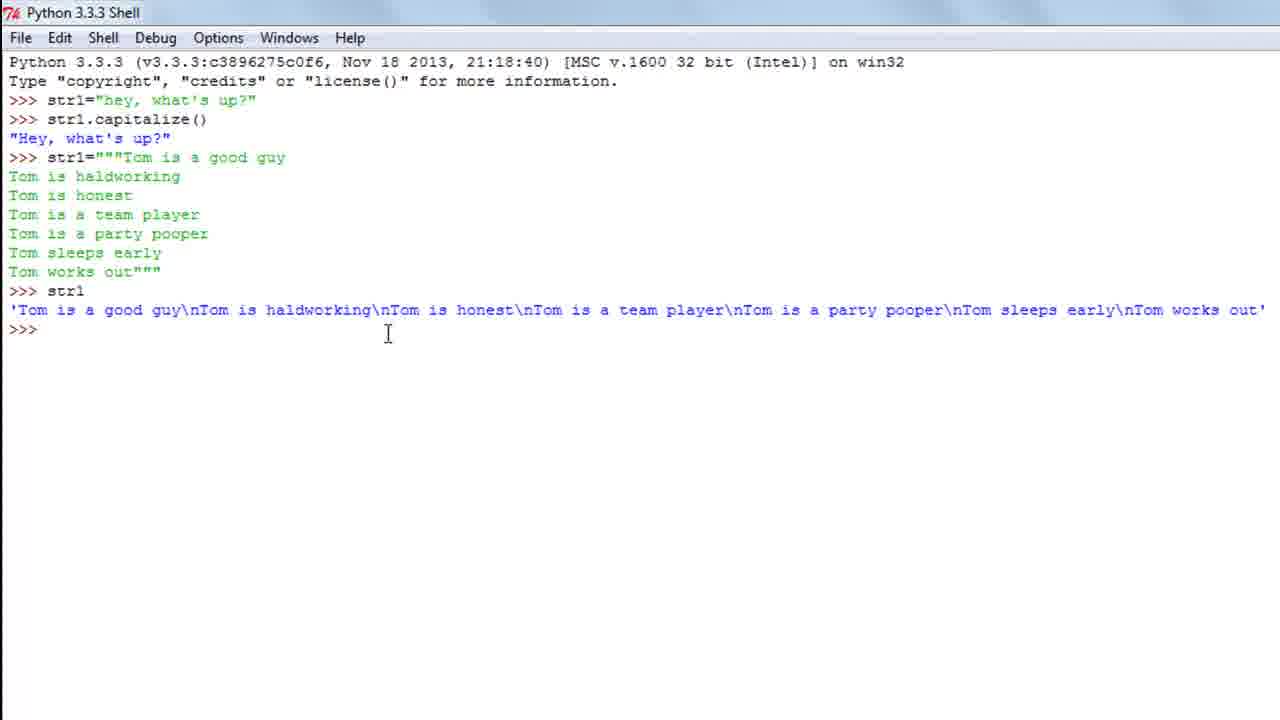 Python 3.3.3 Shell
File Edit Shell Debug Options Windows Help
Python 3.3.3 (v3.3.3:c3896275c0f6, Nov 18 2013, 21:18:40) [MSC v.1600 32 bit (Intel)] on win32
Type "copyright", "credits" or "license()" for more information.
>>> str1="hey, what's up?"
>>> str1.capitalize()
"Hey, what's up?"
>>> str1="""Tom is a good guy
Tom is haldworking
Tom is honest
Tom is a team player
Tom is a party pooper
Tom sleeps early
Tom works out"""
>>> str1
'Tom is a good guy\nTom is haldworking\nTom is honest\nTom is a team player\nTom is a party pooper\nTom sleeps early\nTom works out'
>>>